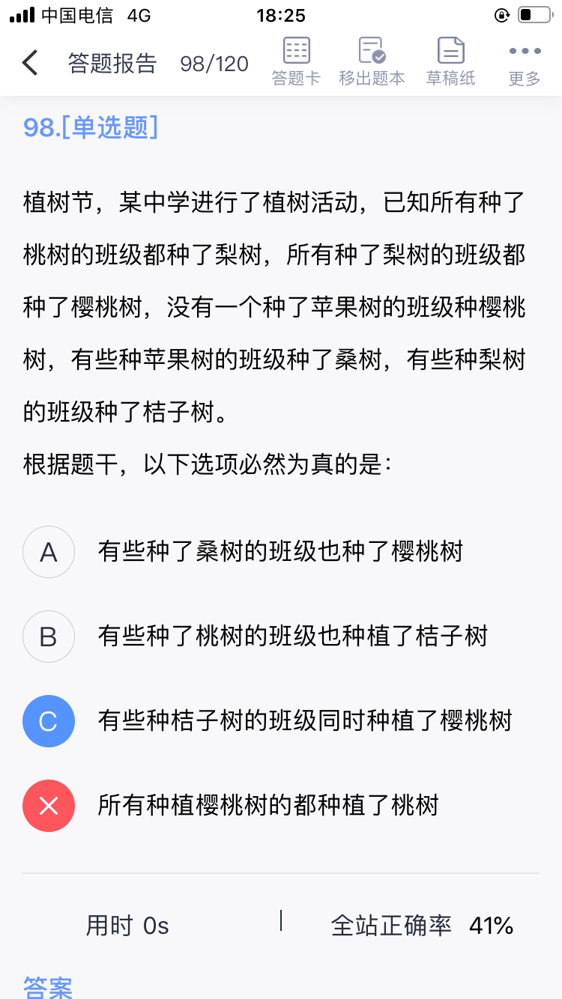 中国电信 4G 18:25
答题报告 98/120 答题卡 移出题本 草稿纸 更多
98.[单选题]
植树节，某中学进行了植树活动，已知所有种了
桃树的班级都种了梨树，所有种了梨树的班级都
种了樱桃树，没有一个种了苹果树的班级种樱桃
树，有些种苹果树的班级种了桑树，有些种梨树
的班级种了桔子树。
根据题干，以下选项必然为真的是：
A 有些种了桑树的班级也种了樱桃树
B 有些种了桃树的班级也种植了桔子树
C 有些种桔子树的班级同时种植了樱桃树
所有种植樱桃树的都种植了桃树
用时 0s 全站正确率 41%
答案